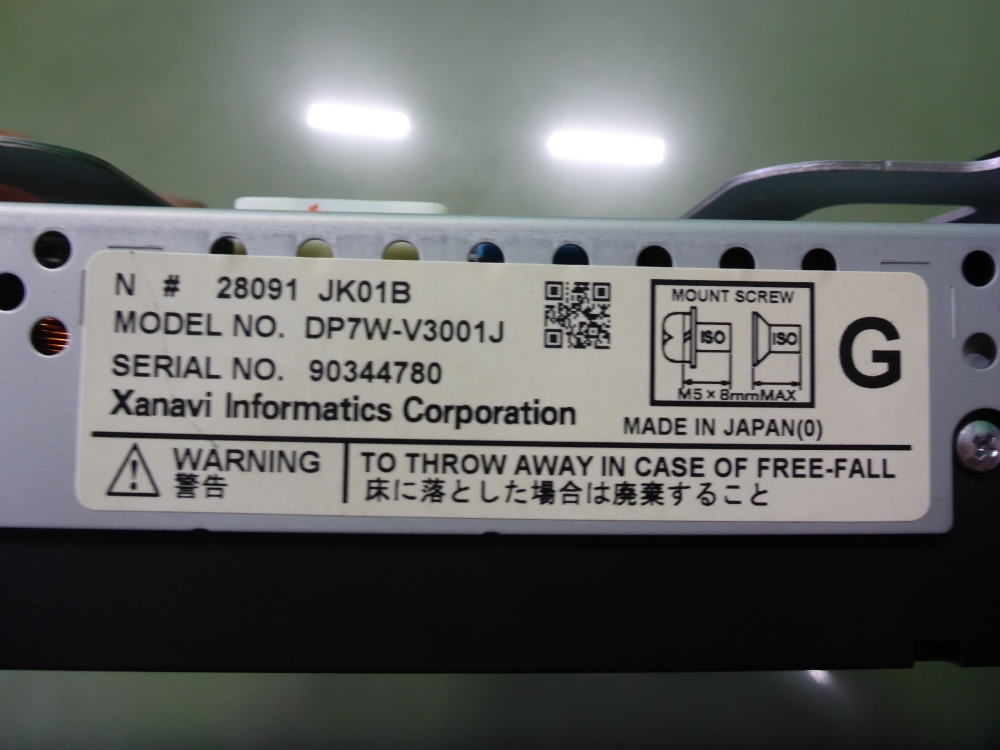 N # 28091 JK01B
MODEL NO. DP7W-V3001J
SERIAL NO. 90344780
Xanavi Informatics Corporation
MOUNT SCREW
ISO ISO
M5×8mmMAX
G
MADE IN JAPAN(0)
WARNING
警告
TO THROW AWAY IN CASE OF FREE-FALL
床に落とした場合は廃棄すること